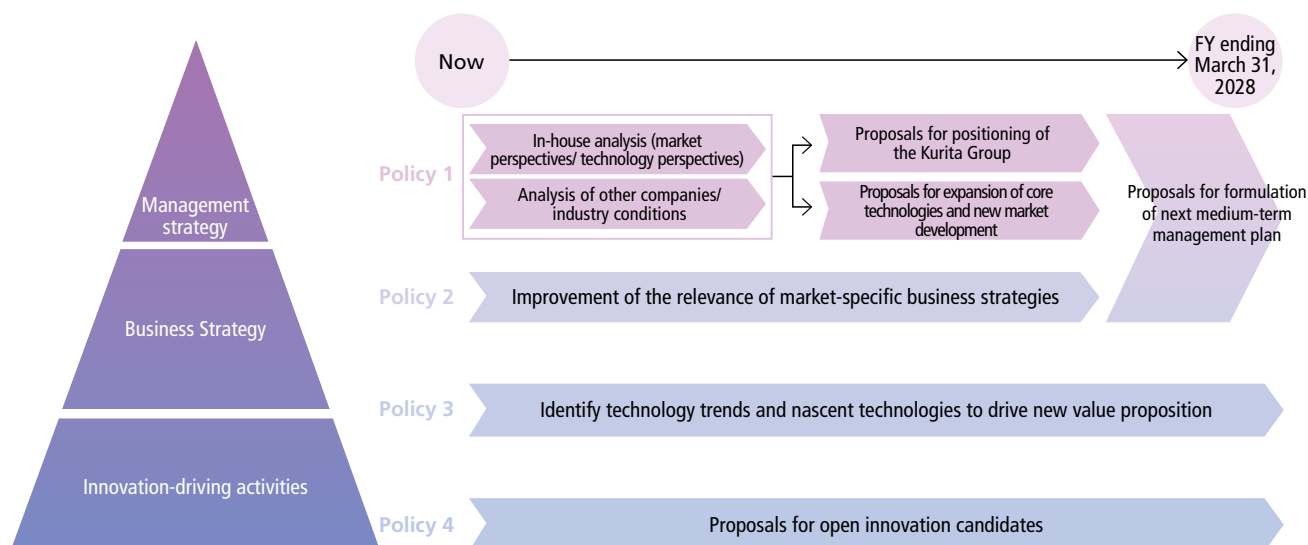 Now
FY ending
March 31,
2028
Management
strategy
Business Strategy
Innovation-driving activities
Policy 1
In-house analysis (market
perspectives/ technology perspectives)
Analysis of other companies/
industry conditions
Proposals for positioning of
the Kurita Group
Proposals for expansion of core
technologies and new market
development
Proposals for formulation
of next medium-term
management plan
Policy 2
Improvement of the relevance of market-specific business strategies
Policy 3
Identify technology trends and nascent technologies to drive new value proposition
Policy 4
Proposals for open innovation candidates